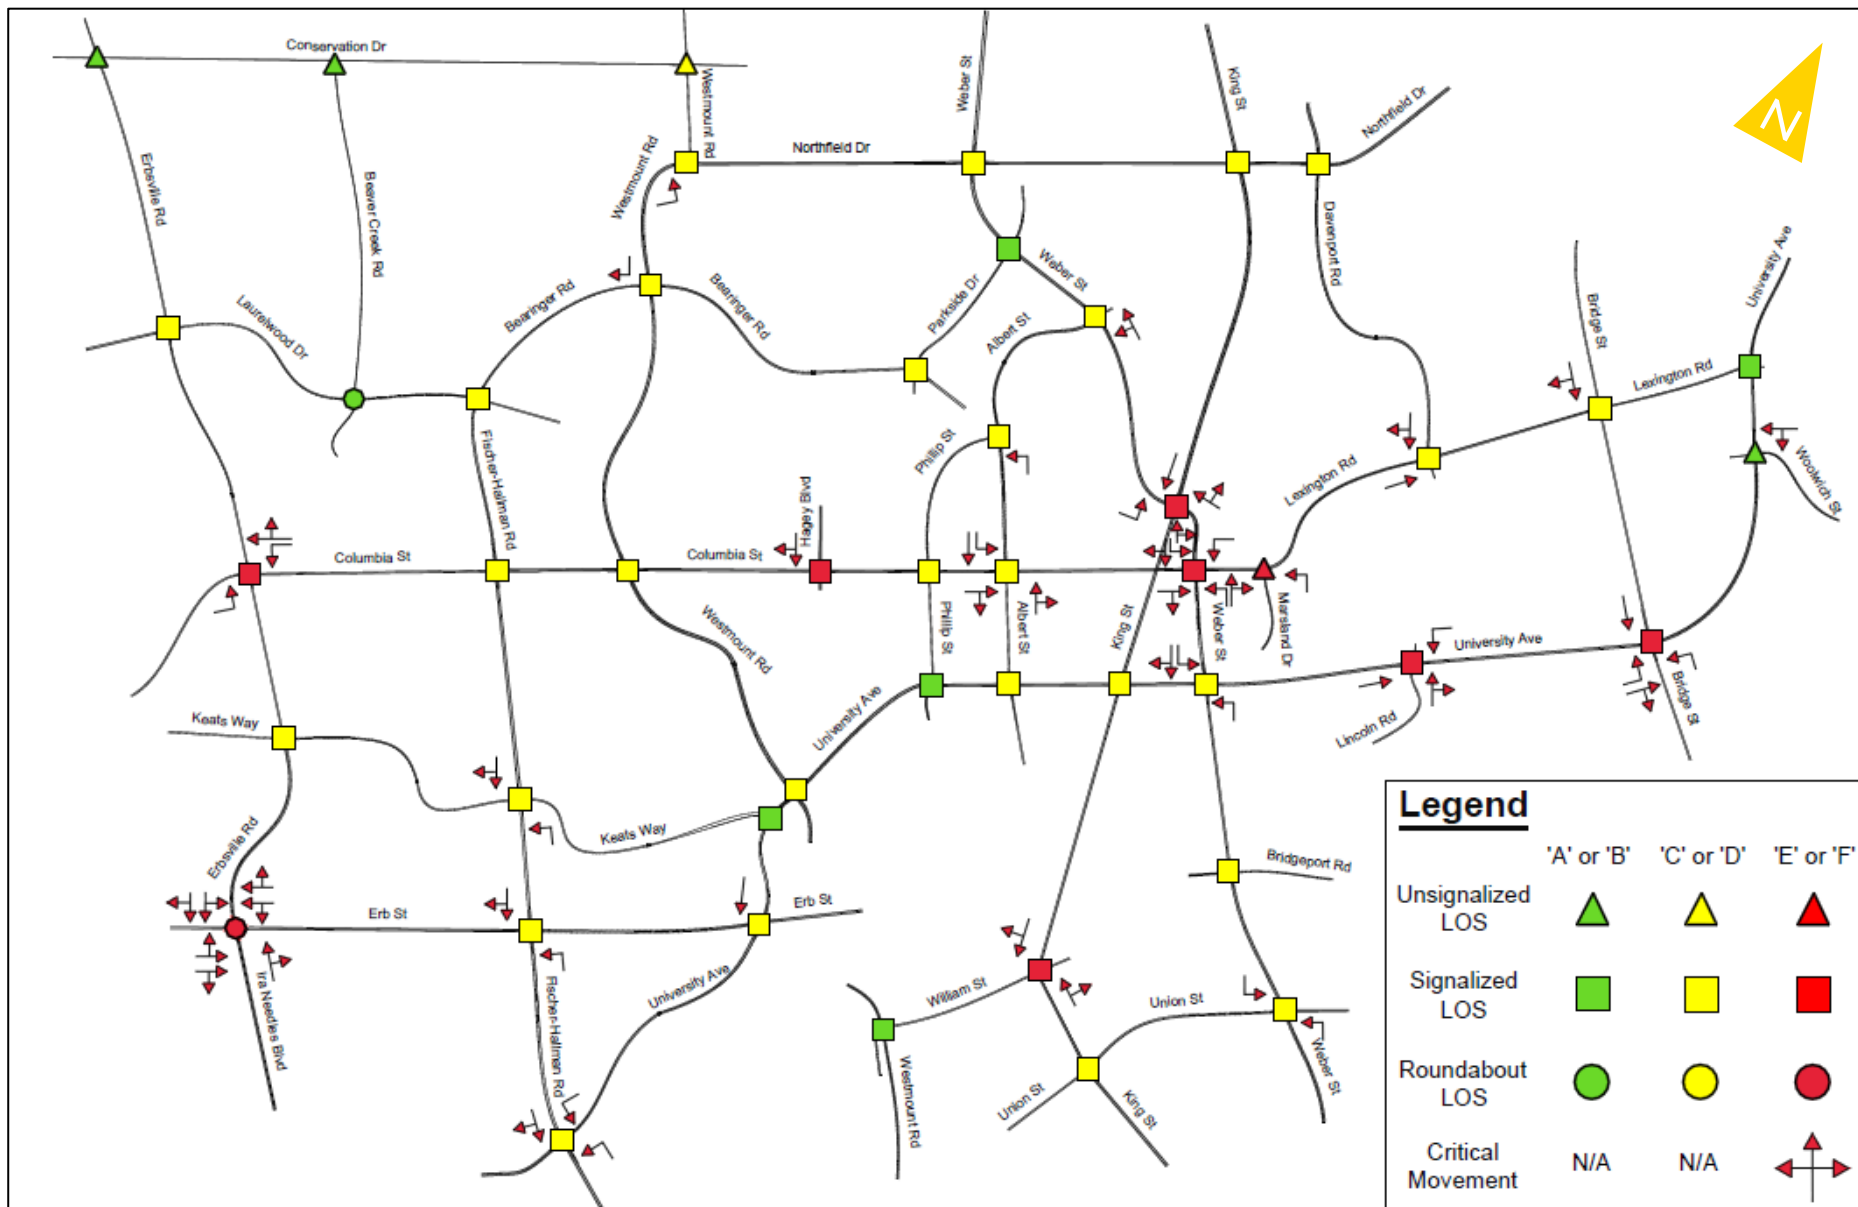 Conservation Dr
Erbsville Rd
Beaver Creek Rd
Westmount Rd
Westmount Rd
Weber St
King St
Northfield Dr
Northfield Dr
Davenport Rd
University Ave
Bridge St
Weber St
Laurelwood Dr
Bearinger Rd
Bearinger Rd
Parkside Dr
Albert St
Lexington Rd
Phillip St
Fischer-Hallman Rd
Hagey Blvd
Lexington Rd
Woolwich St
Columbia St
Columbia St
Westmount Rd
Phillip St
Albert St
King St
Weber St
Marsland Dr
University Ave
Bridge St
Lincoln Rd
Keats Way
University Ave
Keats Way
Erbsville Rd
Bridgeport Rd
Erb St
Erb St
Ira Needles Blvd
Fischer-Hallman Rd
University Ave
William St
Union St
Weber St
Westmount Rd
Union St
King St
N
Legend
'A' or 'B' 'C' or 'D' 'E' or 'F'
Unsignalized
LOS
Signalized
LOS
Roundabout
LOS
Critical
Movement
N/A N/A